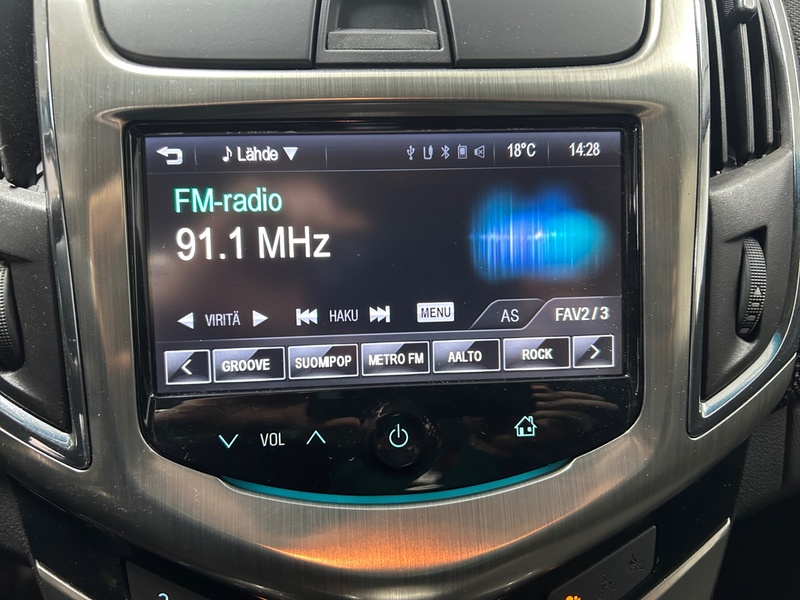 Lähde 18°C 14:28
FM-radio
91.1 MHz
VIRITÄ HAKU MENU AS FAV2/3
GROOVE SUOMIPOP METRO FM AALTO ROCK
VOL